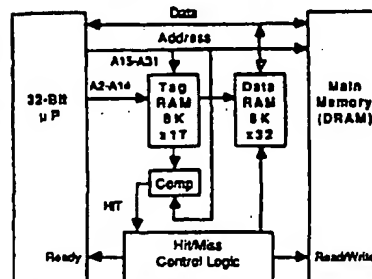 Data
Address
A15-A31
A2-A14
32-Bit
μP
Tag
RAM
8K
x17
Data
RAM
8K
x32
Main
Memory
(DRAM)
Comp
HIT
Hit/Miss
Control Logic
Ready
Read/Write